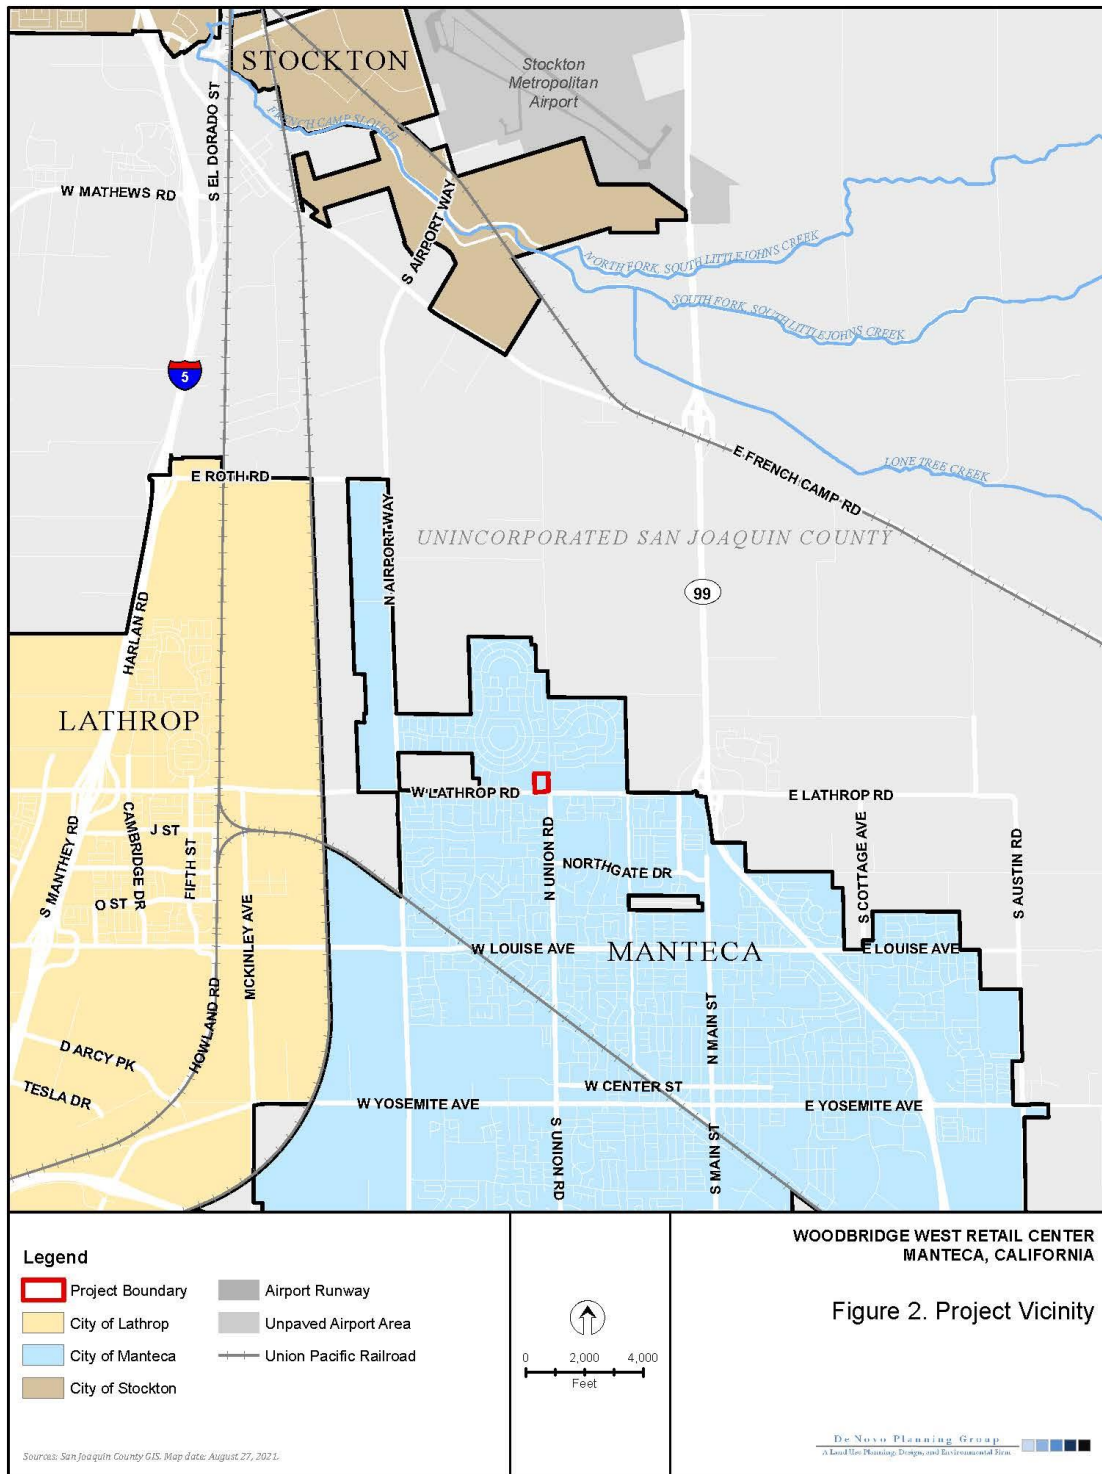 STOCKTON
Stockton
Metropolitan
Airport
S EL DORADO ST
FRENCH CAMP SLOUGH
W MATHEWS RD
S AIRPORT WAY
NORTH FORK, SOUTH LITTLEJOHNS CREEK
SOUTH FORK, SOUTH LITTLEJOHNS CREEK
5
E FRENCH CAMP RD
LONE TREE CREEK
E ROTH RD
N AIRPORT WAY
UNINCORPORATED SAN JOAQUIN COUNTY
99
HARLAN RD
LATHROP
W LATHROP RD
E LATHROP RD
S MANTHEY RD
CAMBRIDGE DR
J ST
FIFTH ST
O ST
N UNION RD
NORTHGATE DR
S COTTAGE AVE
S AUSTIN RD
MCKINLEY AVE
W LOUISE AVE
MANTECA
E LOUISE AVE
HOWLAND RD
N MAIN ST
D ARCY PK
TESLA DR
W CENTER ST
W YOSEMITE AVE
E YOSEMITE AVE
S UNION RD
S MAIN ST
Legend
Project Boundary
City of Lathrop
City of Manteca
City of Stockton
Airport Runway
Unpaved Airport Area
Union Pacific Railroad
0 2,000 4,000
Feet
WOODBRIDGE WEST RETAIL CENTER
MANTECA, CALIFORNIA
Figure 2. Project Vicinity
Sources: San Joaquin County GIS. Map date: August 27, 2021.
De Novo Planning Group
A Land Use Planning, Design, and Environmental Firm